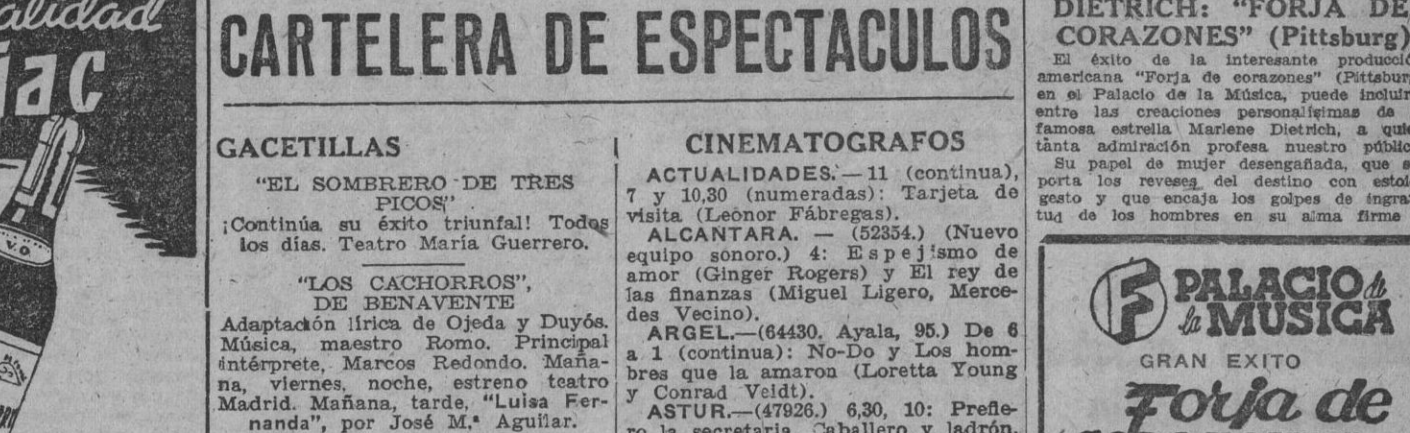 alidad
iac
V.O
CARTELERA DE ESPECTACULOS
GACETILLAS
"EL SOMBRERO DE TRES
PICOS"
¡Continúa su éxito triunfal! Todos
los días. Teatro María Guerrero.
"LOS CACHORROS",
DE BENAVENTE
Adaptación lírica de Ojeda y Duyós.
Música, maestro Romo. Principal
intérprete, Marcos Redondo. Maña-
na, viernes, noche, estreno teatro
Madrid. Mañana, tarde, "Luisa Fer-
nanda", por José M.ª Aguilar.
CINEMATOGRAFOS
ACTUALIDADES.—11 (continua),
7 y 10,30 (numeradas): Tarjeta de
visita (Leonor Fábregas).
ALCANTARA. — (52354.) (Nuevo
equipo sonoro.) 4: Espejismo de
amor (Ginger Rogers) y El rey de
las finanzas (Miguel Ligero, Merce-
des Vecino).
ARGEL.—(64430. Ayala, 95.) De 6
a 1 (continua): No-Do y Los hom-
bres que la amaron (Loretta Young
y Conrad Veidt).
ASTUR.—(47926.) 6,30, 10: Prefie-
ro la secretaria, Caballero y ladrón.
DIETRICH: "FORJA DE
CORAZONES" (Pittsburg)
El éxito de la interesante producció
americana "Forja de corazones" (Pittsbur
en el Palacio de la Música, puede incluir
entre las creaciones personalísimas de
famosa estrella Marlene Dietrich, a quie
tanta admiración profesa nuestro públic
Su papel de mujer desengañada, que s
porta los reveses del destino con estoi
gesto y que encaja los golpes de ingra
tud de los hombres en su alma firme
PALACIO de
la MUSICA
GRAN EXITO
Forja de